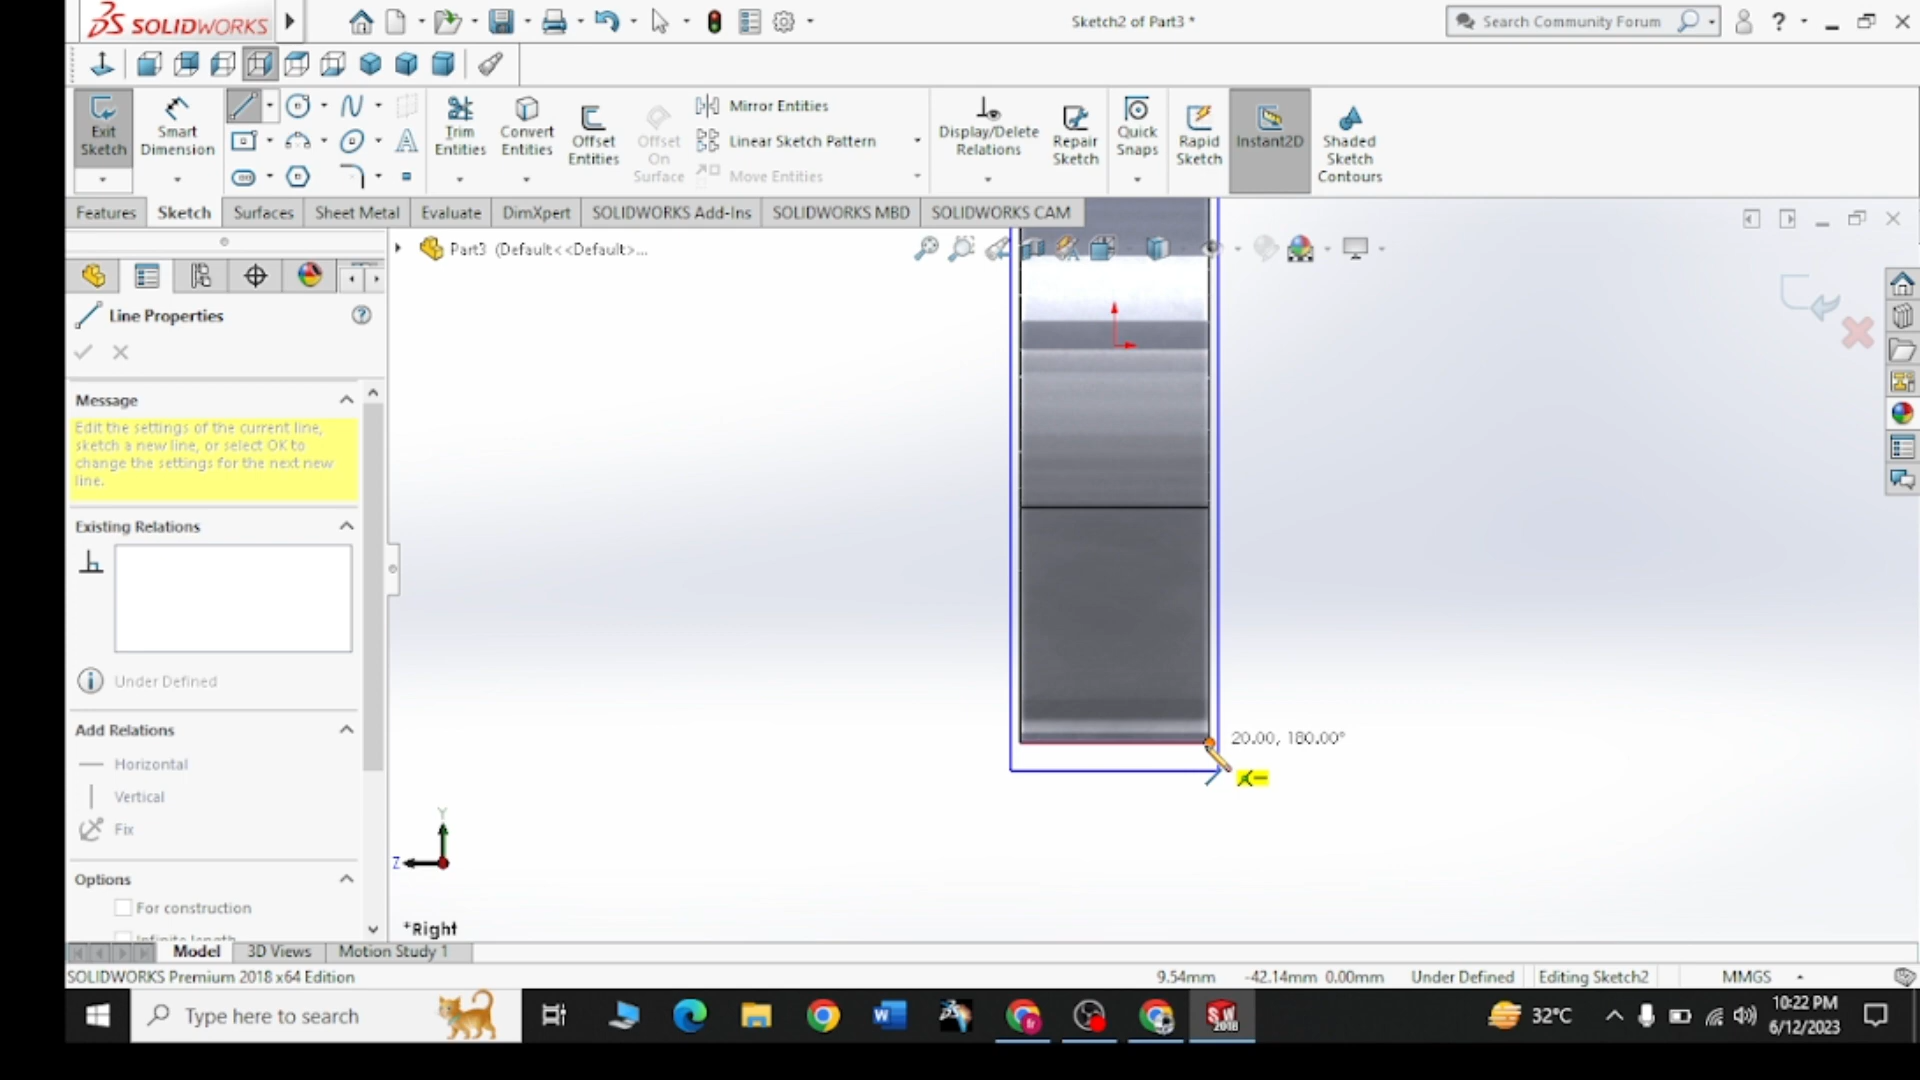 SOLIDWORKS
Sketch2 of Part3 *
Search Community Forum
?
Exit Sketch
Smart Dimension
Trim Entities
Convert Entities
Offset Entities
Offset On Surface
Mirror Entities
Linear Sketch Pattern
Move Entities
Display/Delete Relations
Repair Sketch
Quick Snaps
Rapid Sketch
Instant2D
Shaded Sketch Contours
Features
Sketch
Surfaces
Sheet Metal
Evaluate
DimXpert
SOLIDWORKS Add-Ins
SOLIDWORKS MBD
SOLIDWORKS CAM
Part3 (Default<<Default>...
Line Properties
Message
Edit the settings of the current line,
sketch a new line, or select OK to
change the settings for the next new
line.
Existing Relations
Under Defined
Add Relations
Horizontal
Vertical
Fix
Options
For construction
Infinite length
20.00, 180.00°
Y
Z
*Right
Model
3D Views
Motion Study 1
SOLIDWORKS Premium 2018 x64 Edition
9.54mm
-42.14mm 0.00mm
Under Defined
Editing Sketch2
MMGS
Type here to search
32°C
10:22 PM
6/12/2023